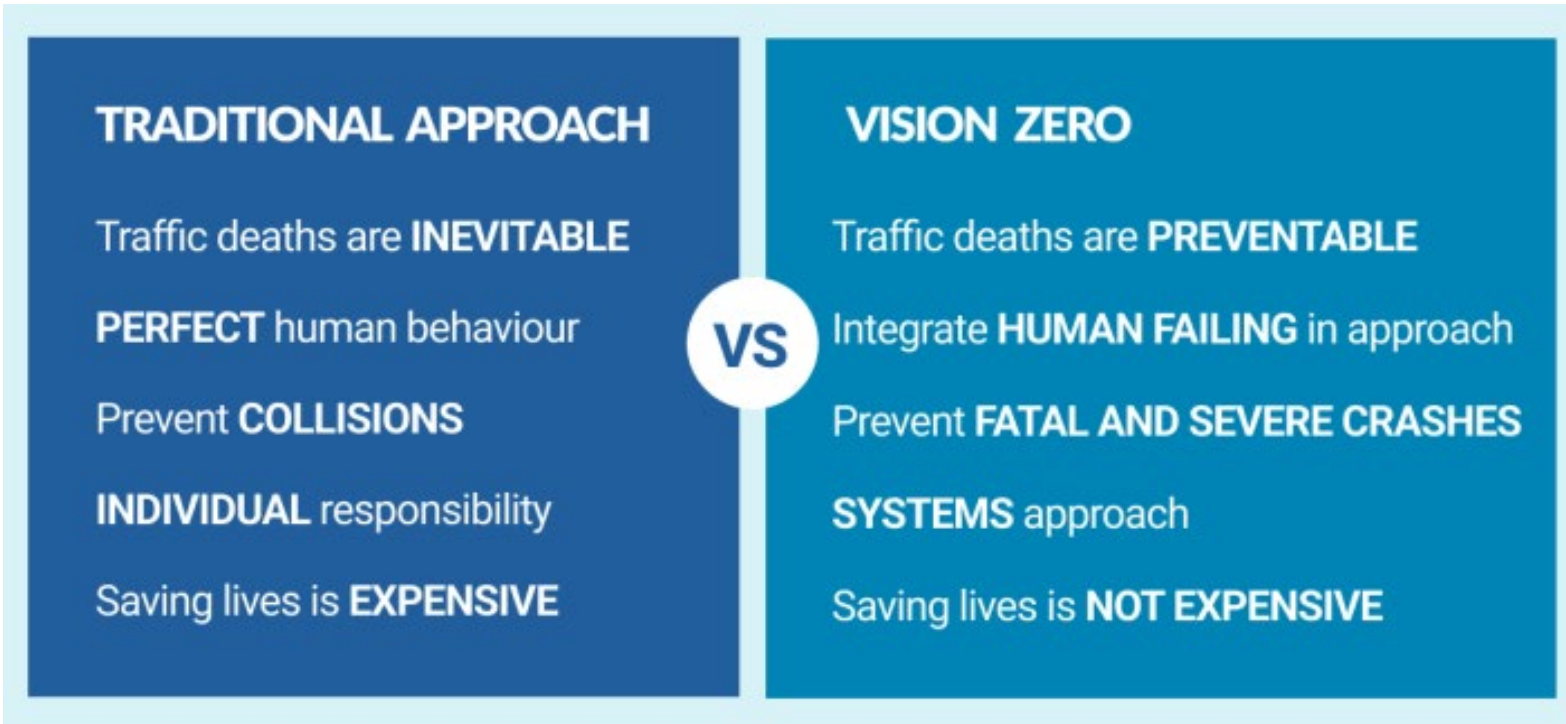 TRADITIONAL APPROACH
Traffic deaths are INEVITABLE
PERFECT human behaviour
Prevent COLLISIONS
INDIVIDUAL responsibility
Saving lives is EXPENSIVE
VS
VISION ZERO
Traffic deaths are PREVENTABLE
Integrate HUMAN FAILING in approach
Prevent FATAL AND SEVERE CRASHES
SYSTEMS approach
Saving lives is NOT EXPENSIVE